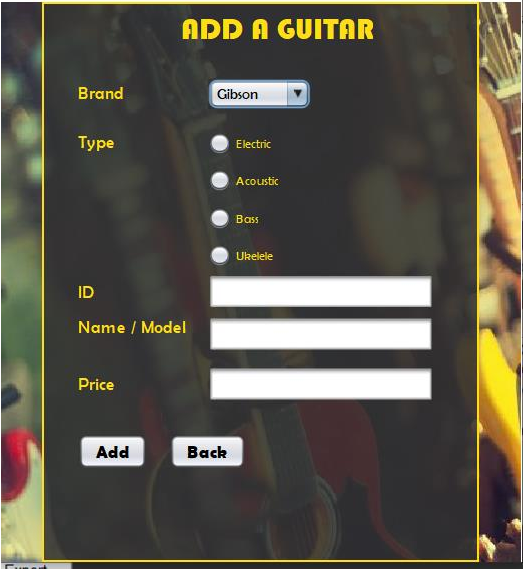 ADD A GUITAR
Brand
Gibson
Type
Electric
Acoustic
Bass
Ukelele
ID
Name / Model
Price
Add Back
Export